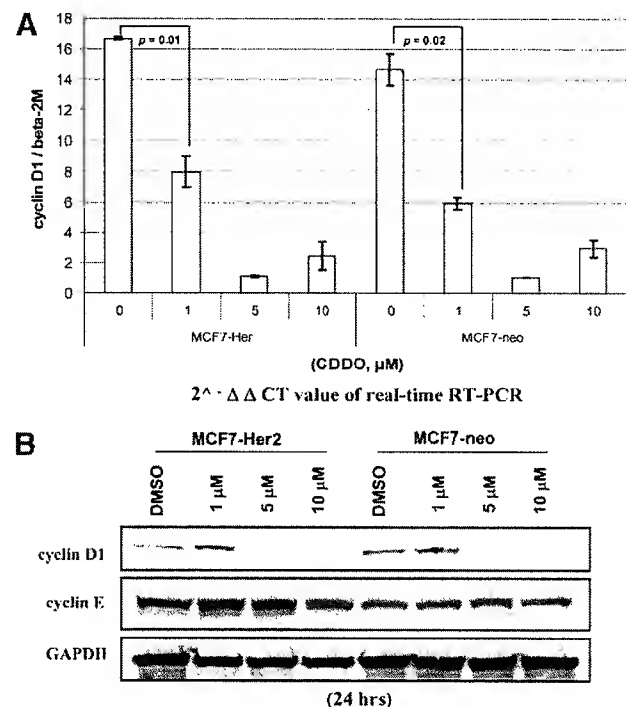 A
18
16
14
12
10
8
6
4
2
0
cyclin D1 / beta-2M
p = 0.01
p = 0.02
0 1 5 10 0 1 5 10
MCF7-Her MCF7-neo
(CDDO, μM)
2^ - Δ Δ CT value of real-time RT-PCR
B
MCF7-Her2 MCF7-neo
DMSO 1 μM 5 μM 10 μM DMSO 1 μM 5 μM 10 μM
cyclin D1
cyclin E
GAPDH
(24 hrs)